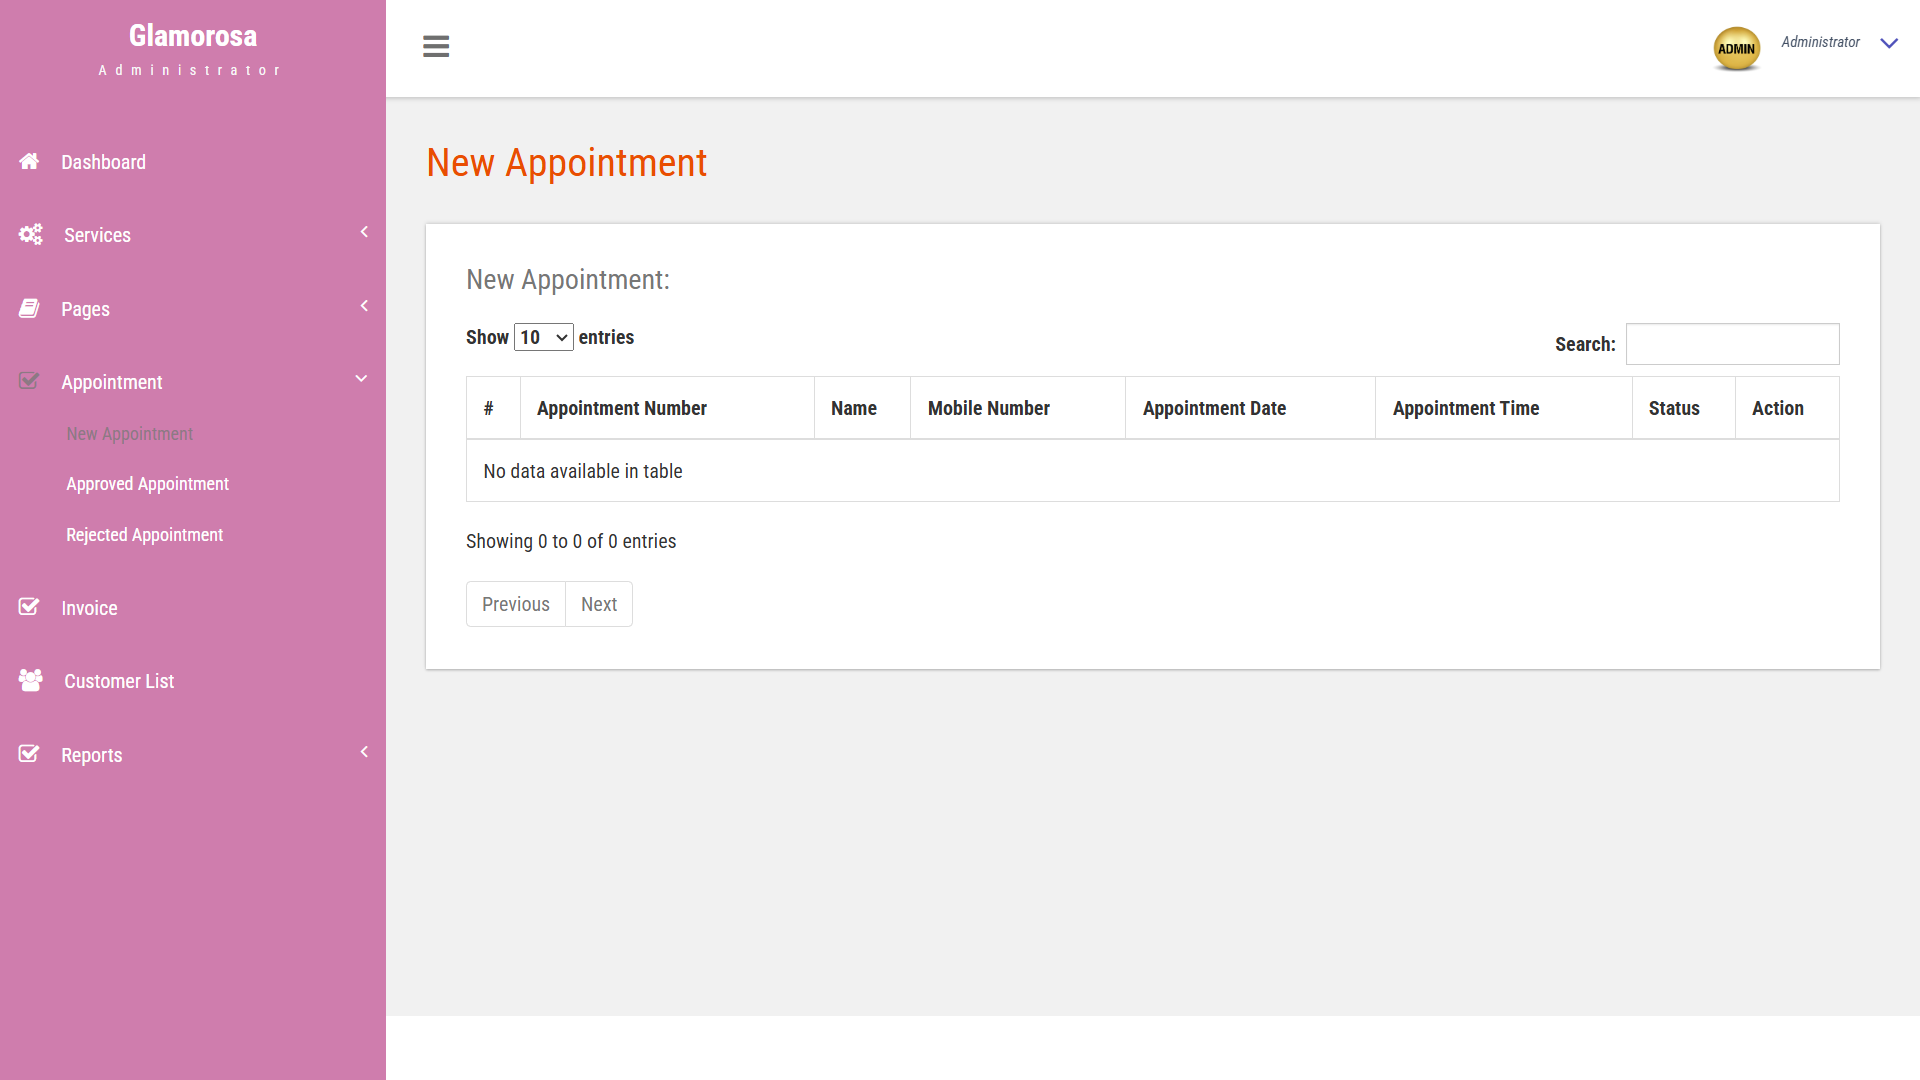 Glamorosa
Administrator
ADMIN
Administrator
Dashboard
Services
Pages
Appointment
New Appointment
Approved Appointment
Rejected Appointment
Invoice
Customer List
Reports
New Appointment
New Appointment:
Show 10 entries
Search:
# Appointment Number Name Mobile Number Appointment Date Appointment Time Status Action
No data available in table
Showing 0 to 0 of 0 entries
Previous Next